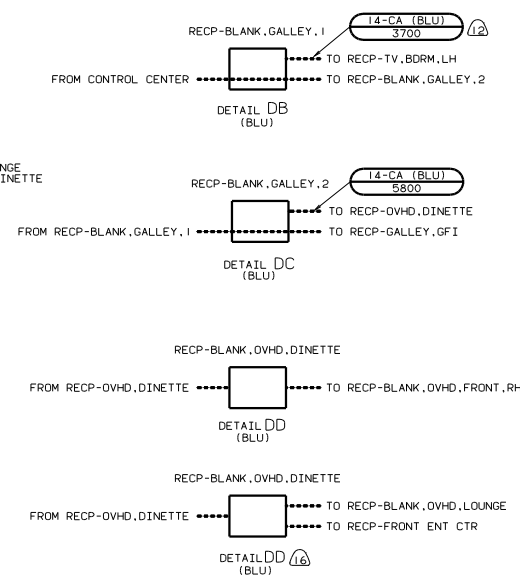 14-CA (BLU)
3700
12
RECP-BLANK,GALLEY,1
TO RECP-TV,BDRM,LH
FROM CONTROL CENTER
TO RECP-BLANK,GALLEY,2
DETAIL DB
(BLU)
NGE
INETTE
14-CA (BLU)
5800
RECP-BLANK,GALLEY,2
TO RECP-OVHD,DINETTE
FROM RECP-BLANK,GALLEY,1
TO RECP-GALLEY,GFI
DETAIL DC
(BLU)
RECP-BLANK,OVHD,DINETTE
FROM RECP-OVHD,DINETTE
TO RECP-BLANK,OVHD,FRONT,RH
DETAIL DD
(BLU)
RECP-BLANK,OVHD,DINETTE
TO RECP-BLANK,OVHD,LOUNGE
FROM RECP-OVHD,DINETTE
TO RECP-FRONT ENT CTR
DETAIL DD 16
(BLU)